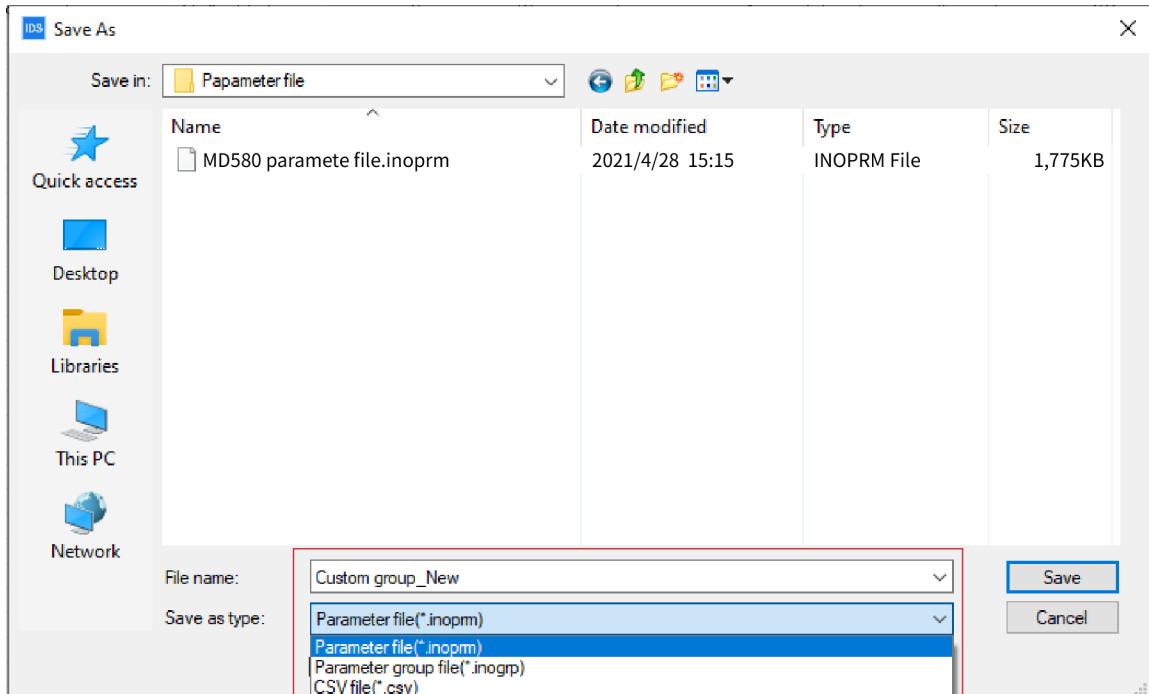 IDS Save As
Save in: Papameter file
Name Date modified Type Size
MD580 paramete file.inoprm 2021/4/28 15:15 INOPRM File 1,775KB
Quick access
Desktop
Libraries
This PC
Network
File name: Custom group_New Save
Save as type: Parameter file(*.inoprm) Cancel
Parameter file(*.inoprm)
Parameter group file(*.inogrp)
CSV file(*.csv)